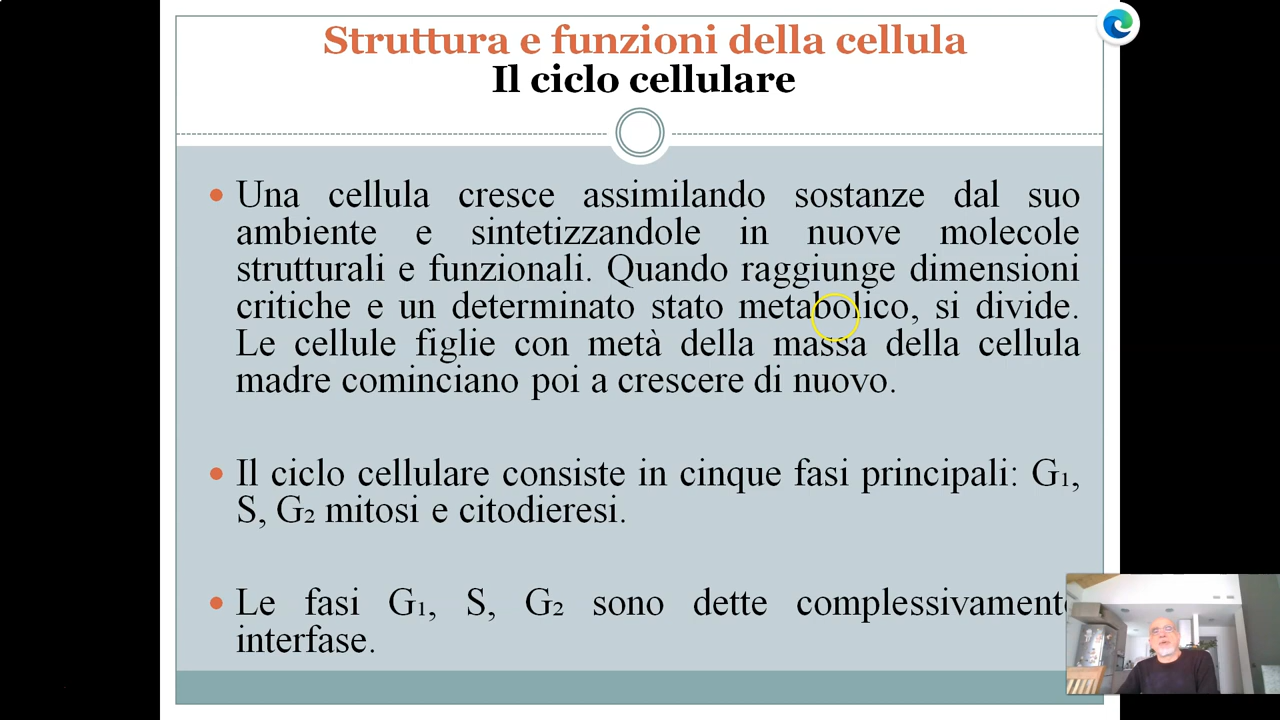 Struttura e funzioni della cellula
Il ciclo cellulare
• Una cellula cresce assimilando sostanze dal suo
ambiente e sintetizzandole in nuove molecole
strutturali e funzionali. Quando raggiunge dimensioni
critiche e un determinato stato metabolico, si divide.
Le cellule figlie con metà della massa della cellula
madre cominciano poi a crescere di nuovo.
• Il ciclo cellulare consiste in cinque fasi principali: G₁,
S, G₂ mitosi e citodieresi.
• Le fasi G₁, S, G₂ sono dette complessivamente
interfase.